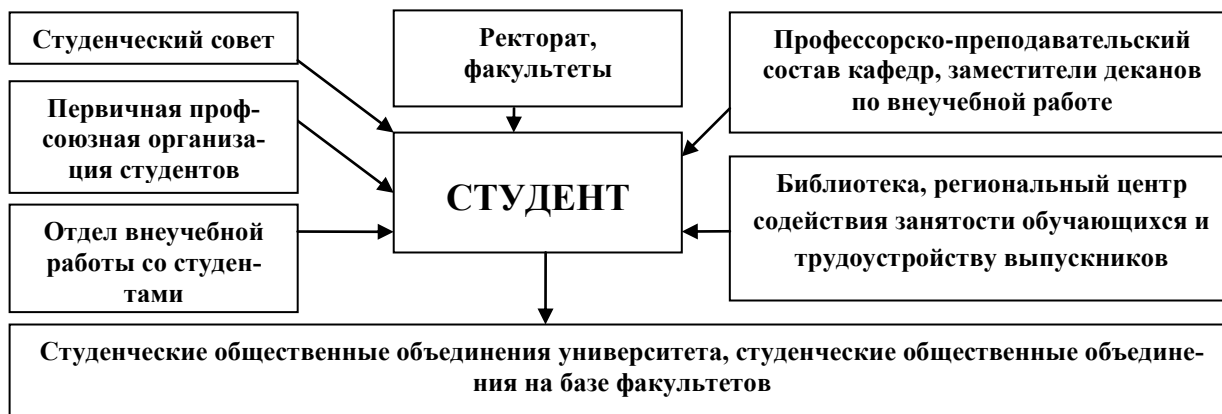 Студенческий совет
Первичная проф-
союзная организа-
ция студентов
Отдел внеучебной
работы со студен-
тами
Ректорат,
факультеты
СТУДЕНТ
Профессорско-преподавательский
состав кафедр, заместители деканов
по внеучебной работе
Библиотека, региональный центр
содействия занятости обучающихся и
трудоустройству выпускников
Студенческие общественные объединения университета, студенческие общественные объедине-
ния на базе факультетов